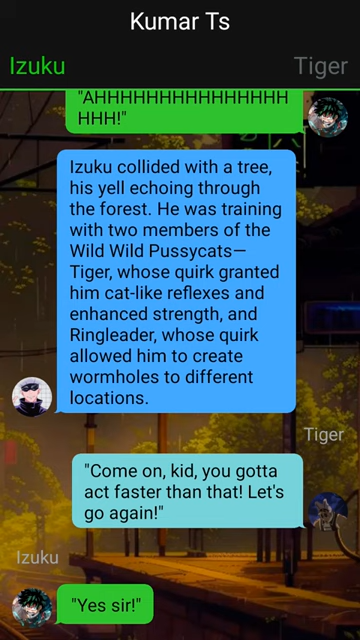 Kumar Ts
Izuku
Tiger
"AHHHHHHHHHHHHHHH
HHH!"
Izuku collided with a tree,
his yell echoing through
the forest. He was training
with two members of the
Wild Wild Pussycats—
Tiger, whose quirk granted
him cat-like reflexes and
enhanced strength, and
Ringleader, whose quirk
allowed him to create
wormholes to different
locations.
Tiger
"Come on, kid, you gotta
act faster than that! Let's
go again!"
Izuku
"Yes sir!"